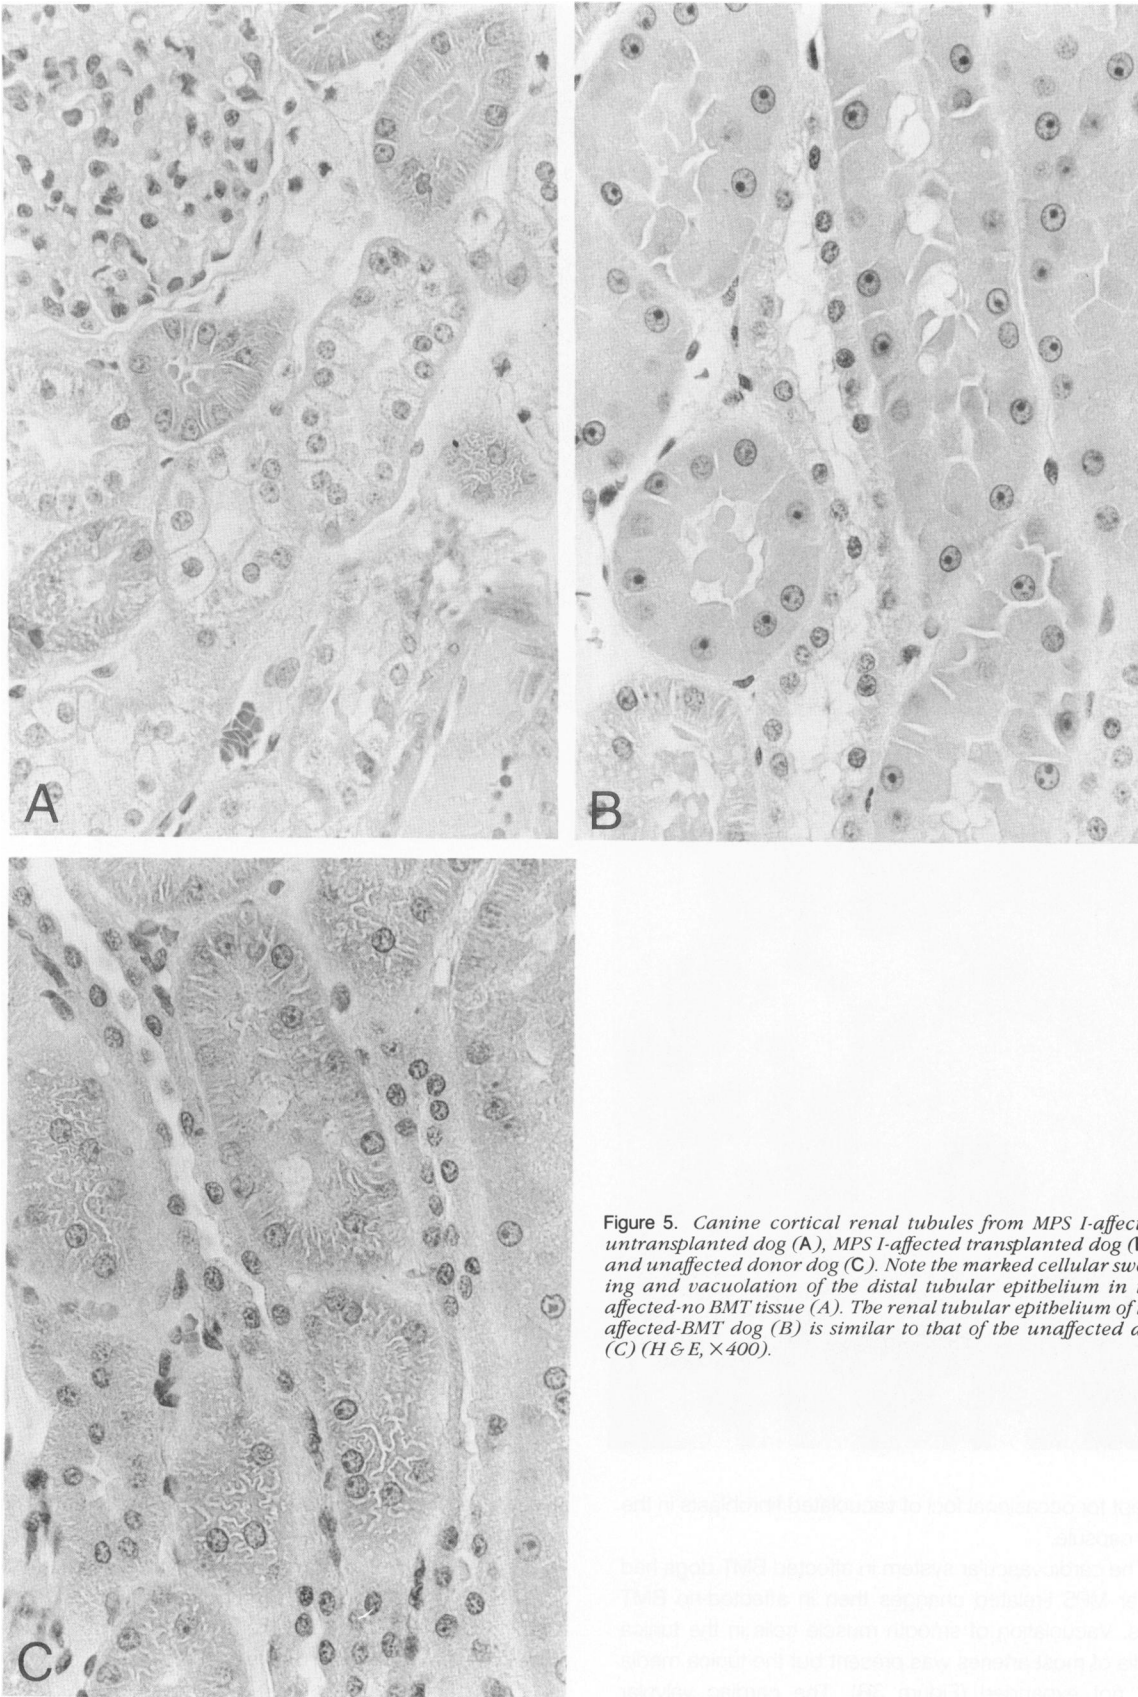 A
B
C
Figure 5. Canine cortical renal tubules from MPS I-affec
untransplanted dog (A), MPS I-affected transplanted dog (
and unaffected donor dog (C). Note the marked cellular sw
ing and vacuolation of the distal tubular epithelium in
affected-no BMT tissue (A). The renal tubular epithelium of
affected-BMT dog (B) is similar to that of the unaffected
(C) (H & E, ×400).